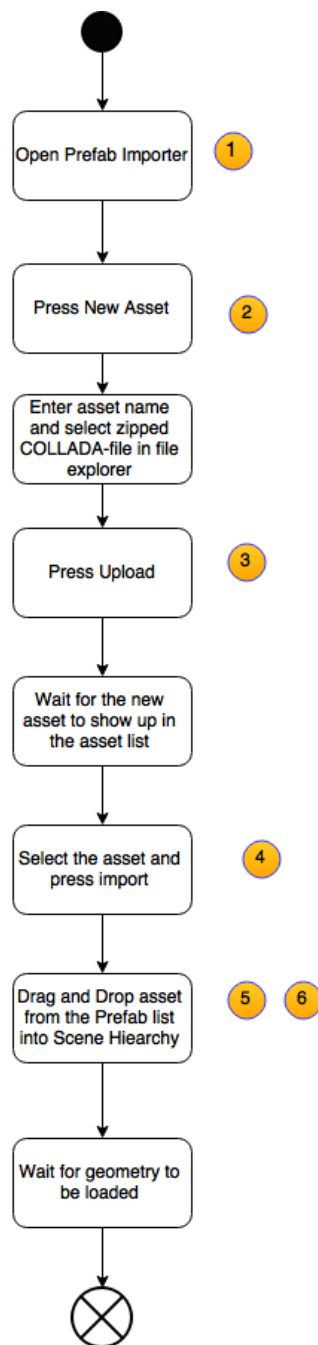 Open Prefab Importer
1
Press New Asset
2
Enter asset name
and select zipped
COLLADA-file in file
explorer
Press Upload
3
Wait for the new
asset to show up in
the asset list
Select the asset and
press import
4
Drag and Drop asset
from the Prefab list
into Scene Hiearchy
5
6
Wait for geometry to
be loaded